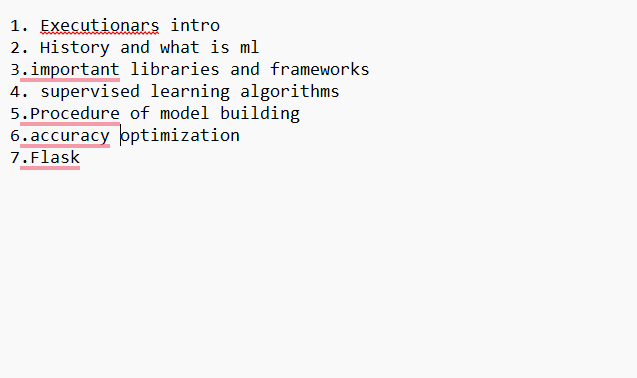 1. Executionars intro
2. History and what is ml
3.important libraries and frameworks
4. supervised learning algorithms
5.Procedure of model building
6.accuracy optimization
7.Flask